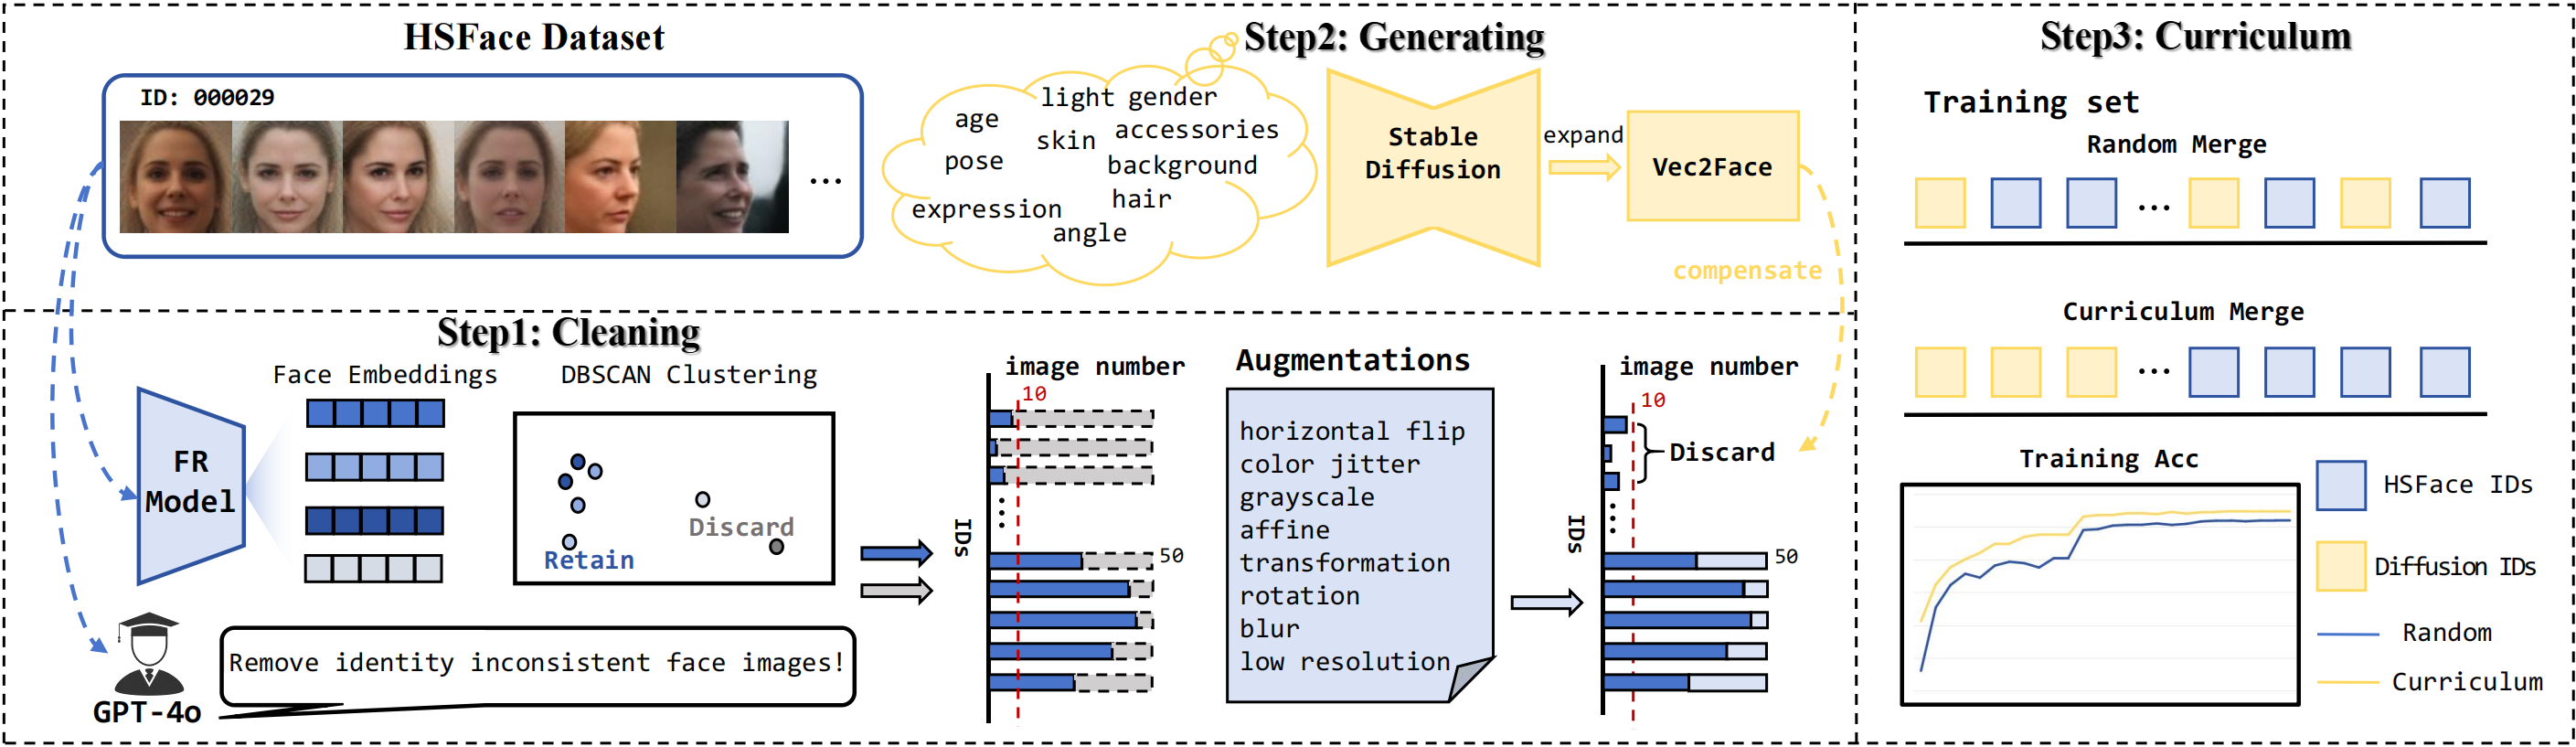 HSFace Dataset
ID: 000029
...
Step2: Generating
light gender
age
skin accessories
pose
background
hair
expression
angle
Stable
Diffusion
expand
Vec2Face
compensate
Step1: Cleaning
Face Embeddings
DBSCAN Clustering
FR
Model
Retain
Discard
GPT-4o
Remove identity inconsistent face images!
image number
10
IDs
50
Augmentations
horizontal flip
color jitter
grayscale
affine
transformation
rotation
blur
low resolution
image number
10
Discard
IDs
50
Step3: Curriculum
Training set
Random Merge
...
Curriculum Merge
...
Training Acc
HSFace IDs
Diffusion IDs
Random
Curriculum